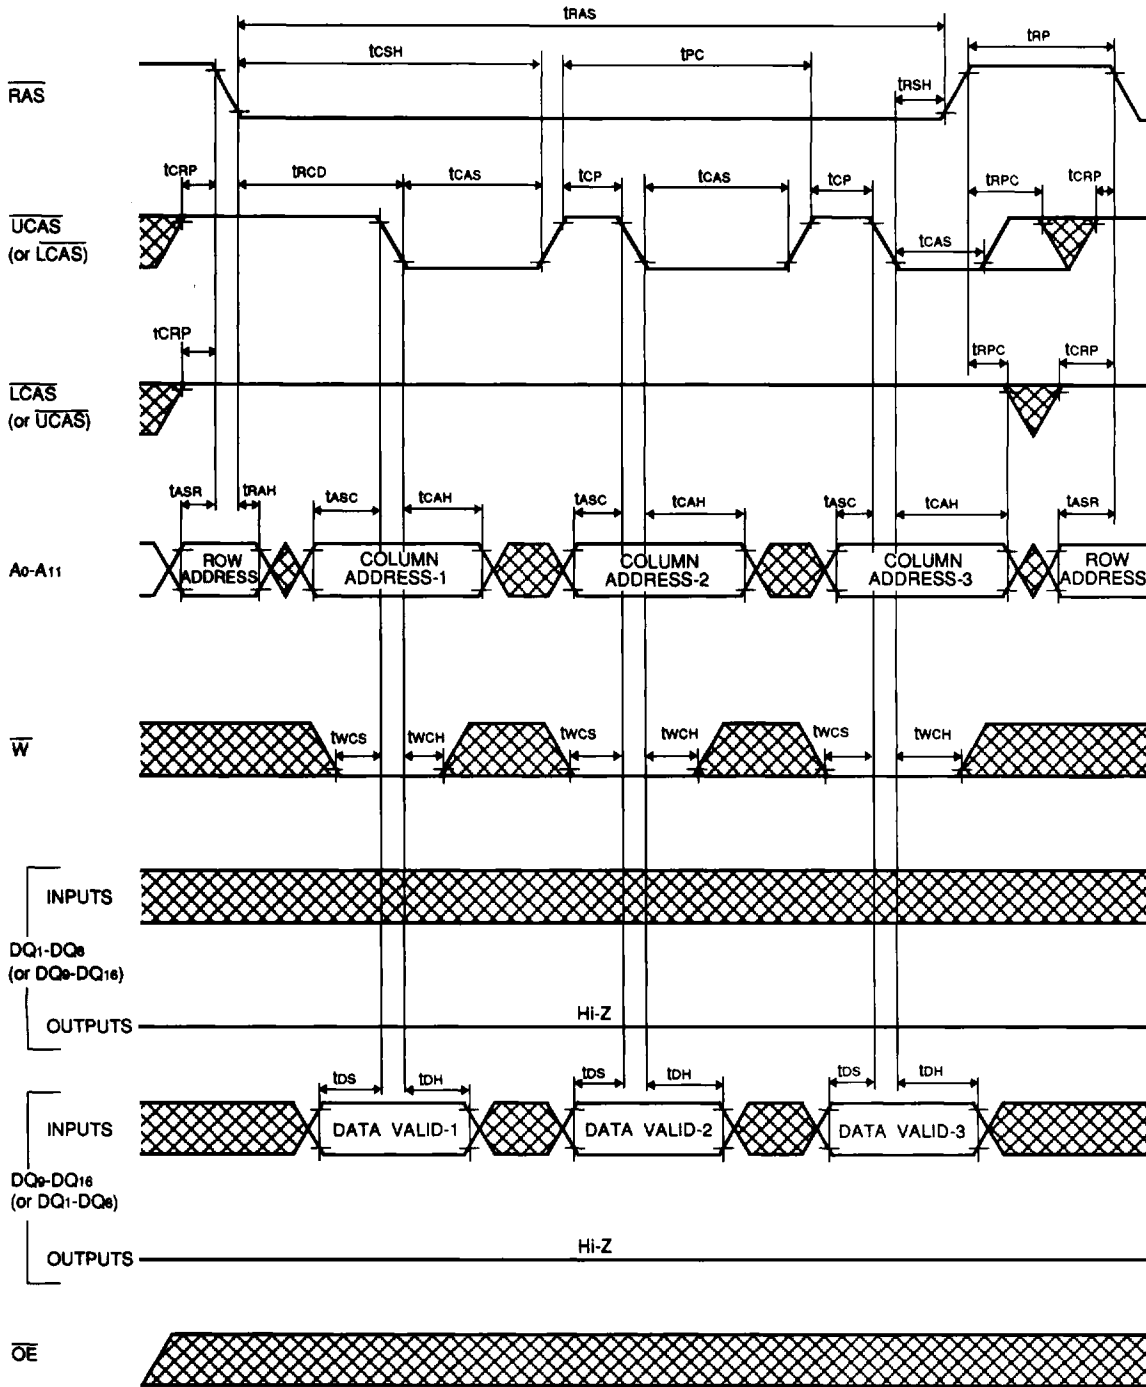 tRAS
tCSH tPC tRP
RAS tRSH
tCRP tRCD tCAS tCP tCAS tCP tRPC tCRP
UCAS
(or LCAS) tCAS
tCRP tRPC tCRP
LCAS
(or UCAS)
tASR tRAH tASC tCAH tASC tCAH tASC tCAH tASR
A0-A11
ROW
ADDRESS
COLUMN
ADDRESS-1
COLUMN
ADDRESS-2
COLUMN
ADDRESS-3
ROW
ADDRESS
W tWCS tWCH tWCS tWCH tWCS tWCH
INPUTS
DQ1-DQ8
(or DQ9-DQ16)
Hi-Z
OUTPUTS
tDS tDH tDS tDH tDS tDH
INPUTS DATA VALID-1 DATA VALID-2 DATA VALID-3
DQ9-DQ16
(or DQ1-DQ8)
Hi-Z
OUTPUTS
OE